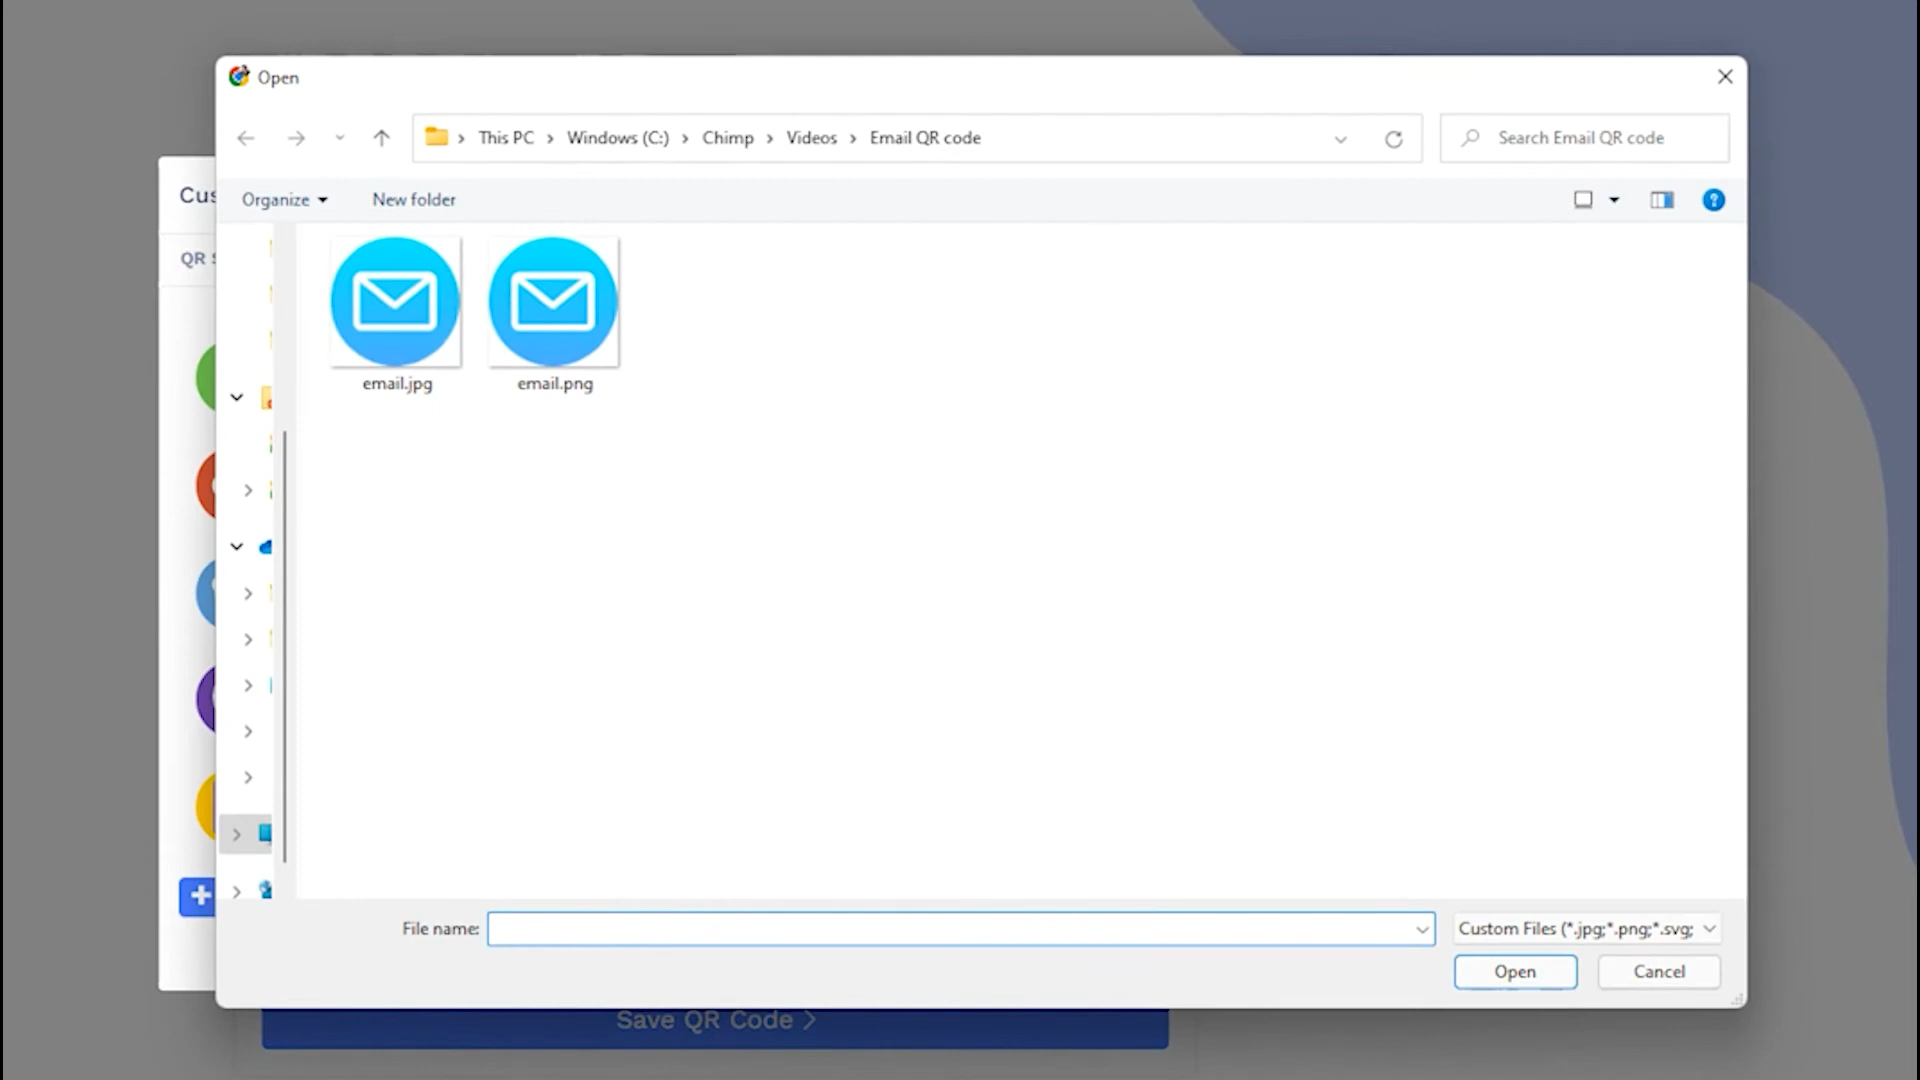 Open
This PC > Windows (C:) > Chimp > Videos > Email QR code
Search Email QR code
Cus
Organize
New folder
QR
email.jpg
email.png
File name:
Custom Files (*.jpg;*.png;*.svg;
Open
Cancel
Save QR Code >